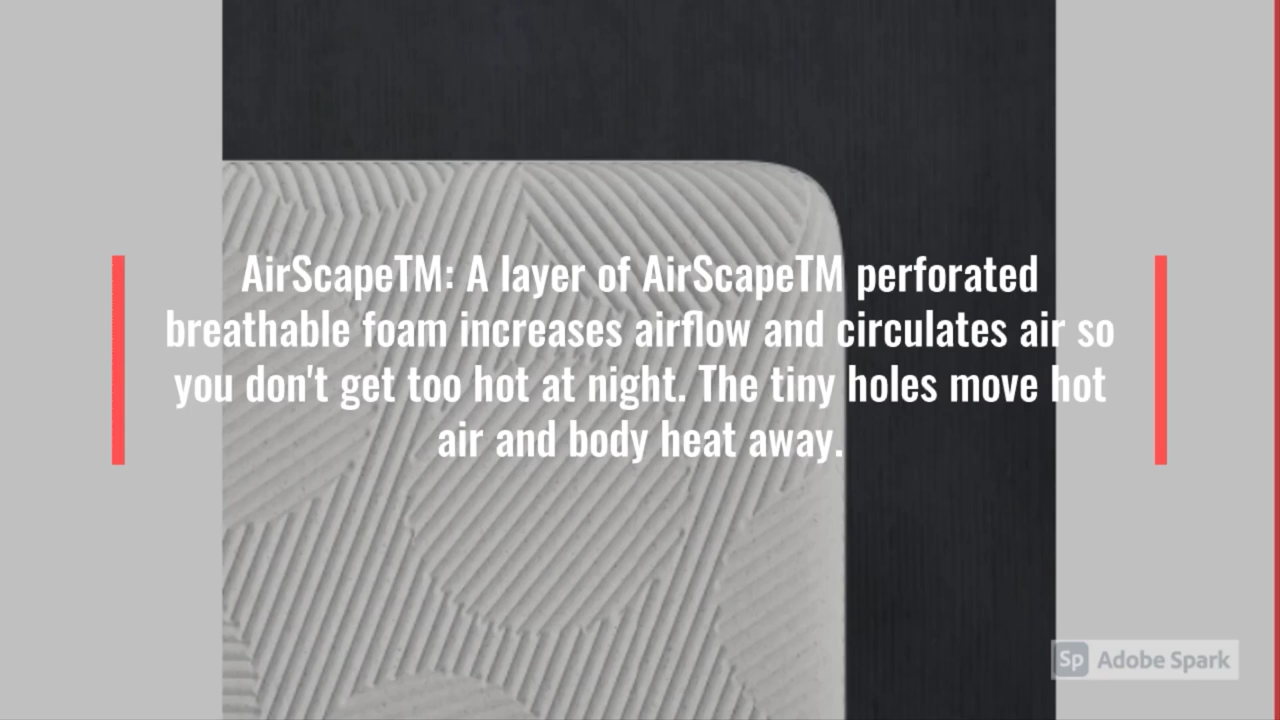 AirScapeTM: A layer of AirScapeTM perforated
breathable foam increases airflow and circulates air so
you don't get too hot at night. The tiny holes move hot
air and body heat away.
Sp Adobe Spark